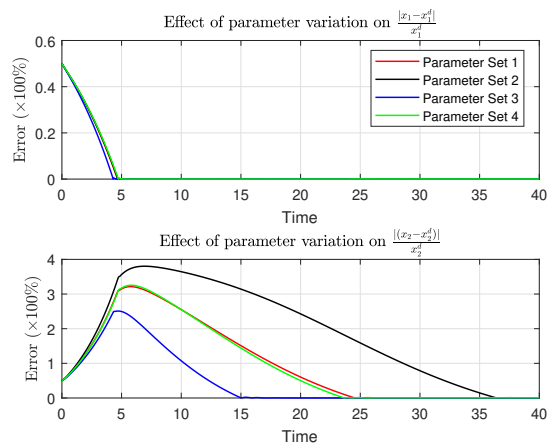 Effect of parameter variation on |x₁−x₁ᵈ|/x₁ᵈ
0.6
0.4
0.2
0
Error (×100%)
Parameter Set 1
Parameter Set 2
Parameter Set 3
Parameter Set 4
0 5 10 15 20 25 30 35 40
Time
Effect of parameter variation on |(x₂−x₂ᵈ)|/x₂ᵈ
4
3
2
1
0
Error (×100%)
0 5 10 15 20 25 30 35 40
Time